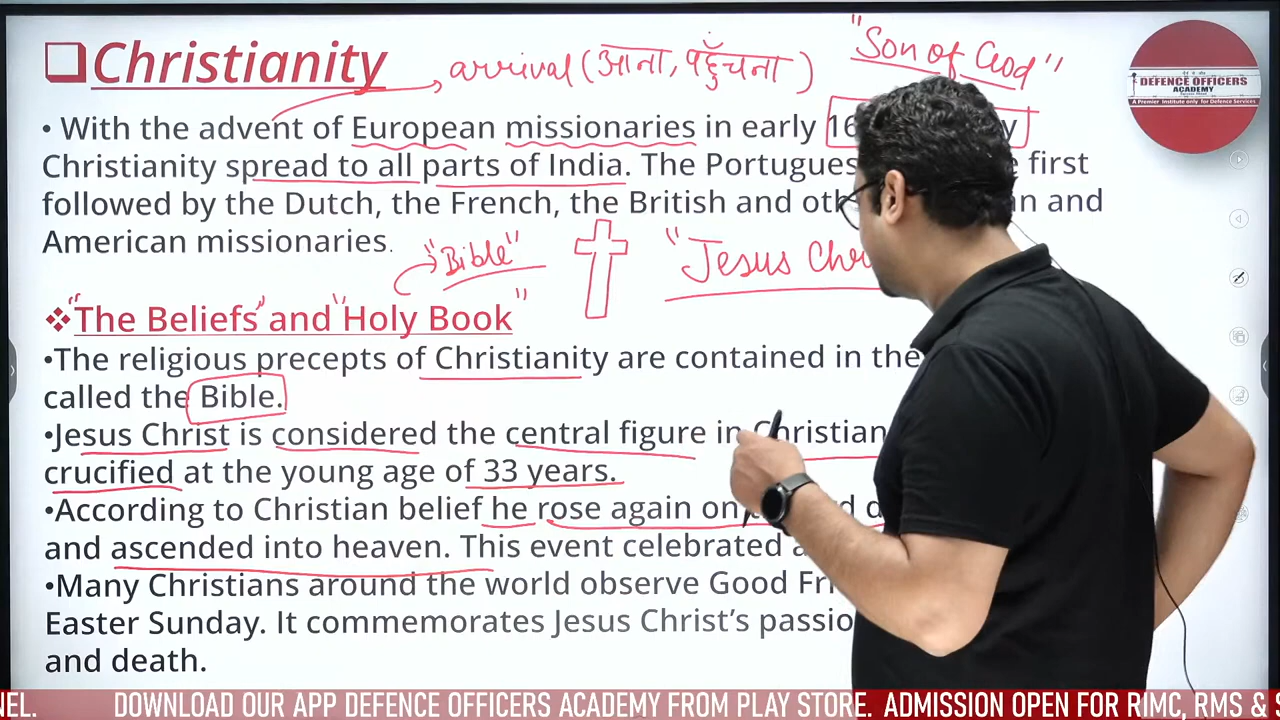 Christianity
"Son of God"
arrival (आना, पहुँचना)
DEFENCE OFFICERS
ACADEMY
A Premier Institute only for Defence Services
• With the advent of European missionaries in early 16
Christianity spread to all parts of India. The Portugues first
followed by the Dutch, the French, the British and oth an and
American missionaries.
"Bible"
"Jesus Chr
❖"The Beliefs" and "Holy Book"
•The religious precepts of Christianity are contained in the
called the Bible.
•Jesus Christ is considered the central figure in Christian
crucified at the young age of 33 years.
•According to Christian belief he rose again on d d
and ascended into heaven. This event celebrated a
•Many Christians around the world observe Good Fri
Easter Sunday. It commemorates Jesus Christ's passio
and death.
NEL. DOWNLOAD OUR APP DEFENCE OFFICERS ACADEMY FROM PLAY STORE. ADMISSION OPEN FOR RIMC, RMS & S